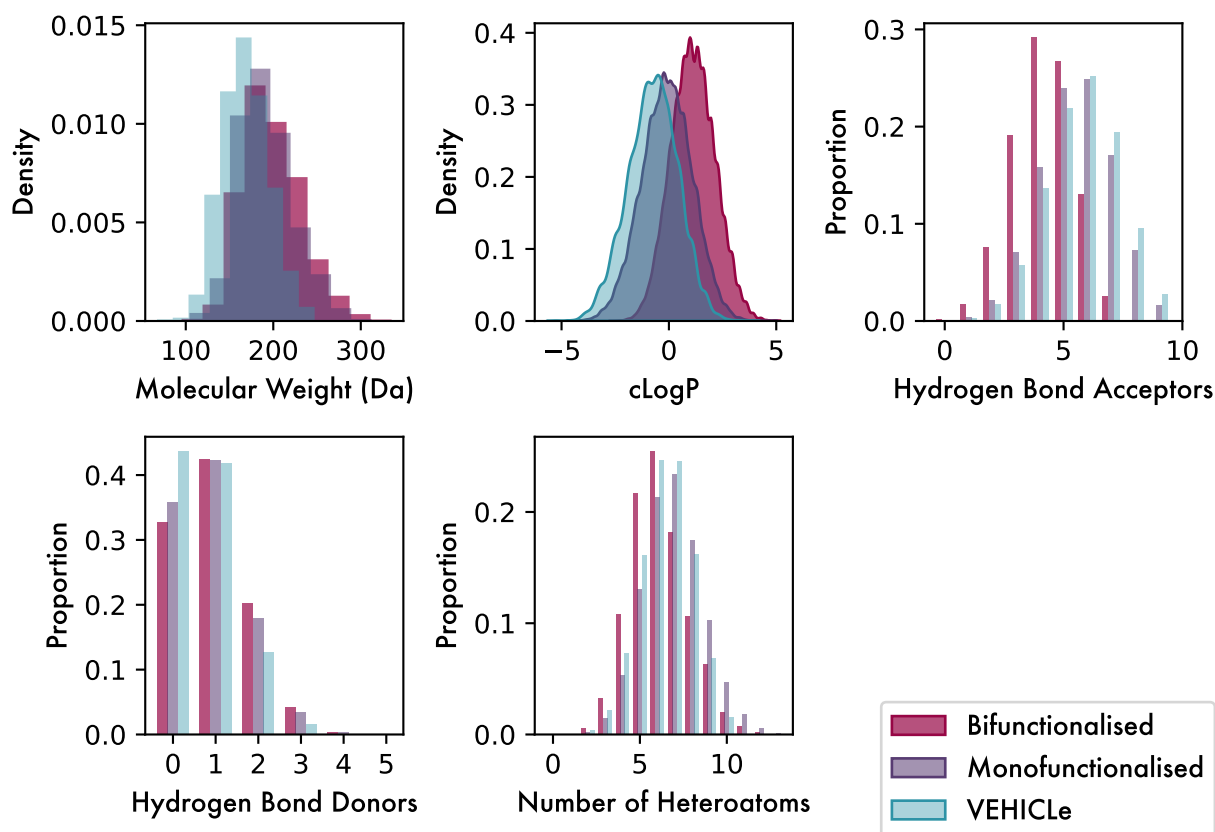 0.015
0.010
0.005
0.000
Density
100 200 300
Molecular Weight (Da)
0.4
0.3
0.2
0.1
0.0
Density
−5 0 5
cLogP
0.3
0.2
0.1
0.0
Proportion
0 5 10
Hydrogen Bond Acceptors
0.4
0.3
0.2
0.1
0.0
Proportion
0 1 2 3 4 5
Hydrogen Bond Donors
0.2
0.1
0.0
Proportion
0 5 10
Number of Heteroatoms
Bifunctionalised
Monofunctionalised
VEHICLe